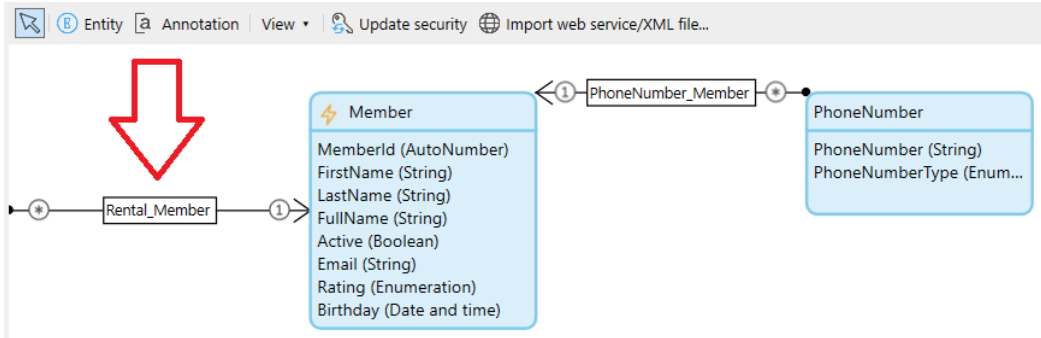 Entity Annotation View Update security Import web service/XML file...
1 PhoneNumber_Member *
Member
MemberId (AutoNumber)
FirstName (String)
LastName (String)
FullName (String)
Active (Boolean)
Email (String)
Rating (Enumeration)
Birthday (Date and time)
PhoneNumber
PhoneNumber (String)
PhoneNumberType (Enum...
* Rental_Member 1